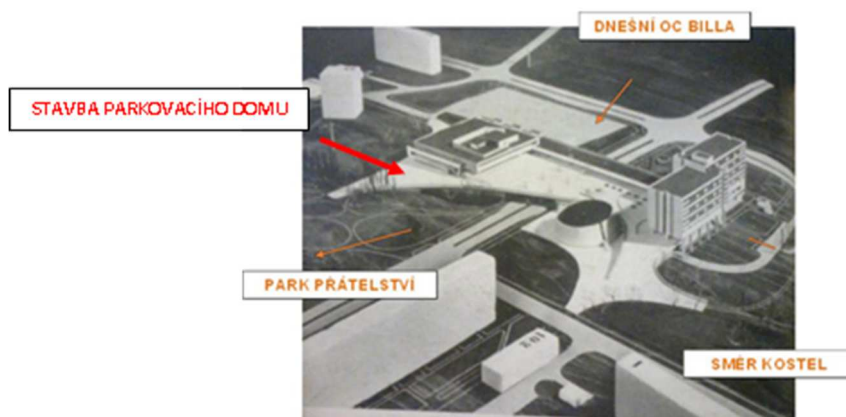 DNEŠNÍ OC BILLA
STAVBA PARKOVACÍHO DOMU
PARK PŘÁTELSTVÍ
SMĚR KOSTEL